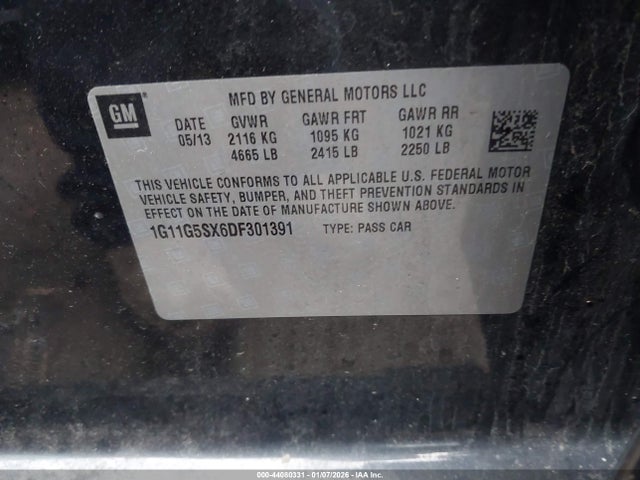 GM
MFD BY GENERAL MOTORS LLC
DATE GVWR GAWR FRT GAWR RR
05/13 2116 KG 1095 KG 1021 KG
4665 LB 2415 LB 2250 LB
THIS VEHICLE CONFORMS TO ALL APPLICABLE U.S. FEDERAL MOTOR
VEHICLE SAFETY, BUMPER, AND THEFT PREVENTION STANDARDS IN
EFFECT ON THE DATE OF MANUFACTURE SHOWN ABOVE.
1G11G5SX6DF301391 TYPE: PASS CAR
000-44080331 - 01/07/2026 - IAA Inc.